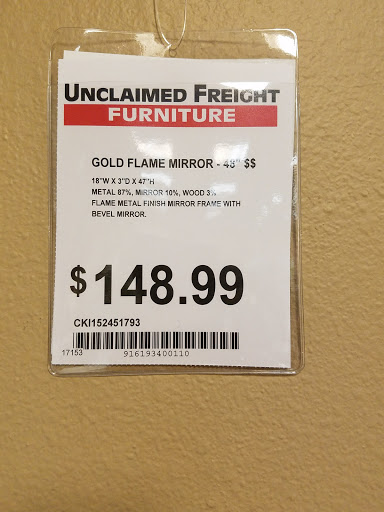 UNCLAIMED FREIGHT
FURNITURE
GOLD FLAME MIRROR - 48" $$
18"W X 3"D X 47"H
METAL 87%, MIRROR 10%, WOOD 3%
FLAME METAL FINISH MIRROR FRAME WITH
BEVEL MIRROR.
$148.99
CKI152451793
17153
916193400110